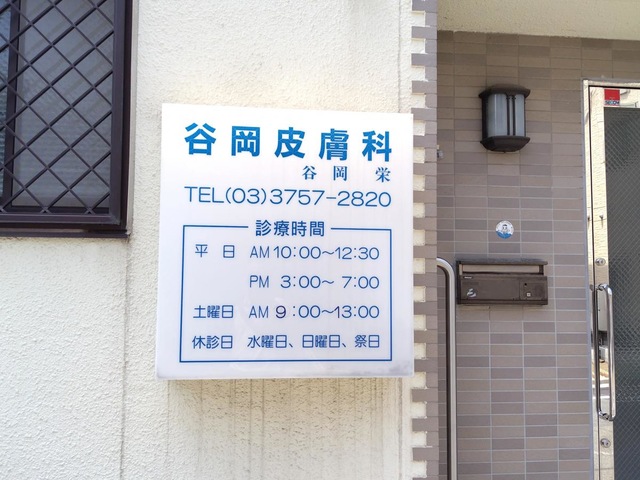 谷岡皮膚科
谷岡 栄
TEL(03)3757-2820
診療時間
平日 AM 10:00～12:30
PM 3:00～ 7:00
土曜日 AM 9:00～13:00
休診日 水曜日、日曜日、祭日